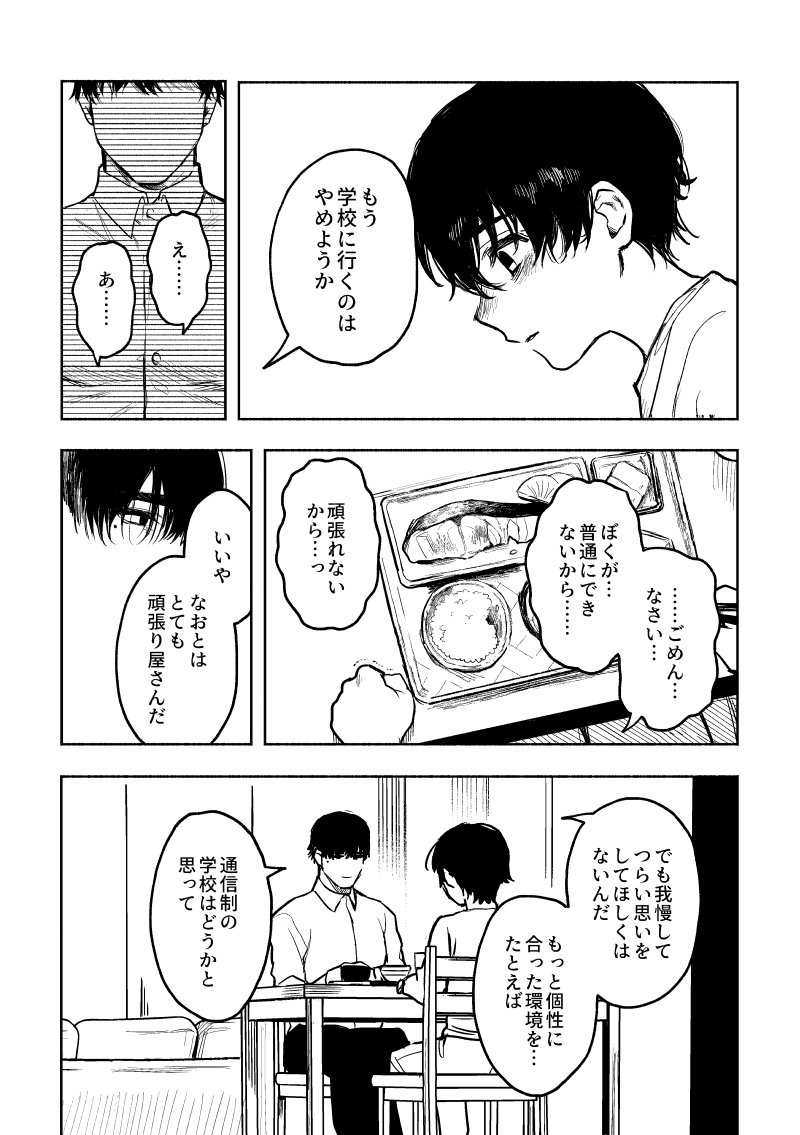 もう
学校に行くのは
やめようか
え……
あ……
……ごめん…
なさい…
ぼくが…
普通にでき
ないから……
頑張れない
から…っ
いいや
なおとは
とても
頑張り屋さんだ
でも我慢して
つらい思いを
してほしくは
ないんだ
もっと個性に
合った環境を…
たとえば
通信制の
学校はどうかと
思って